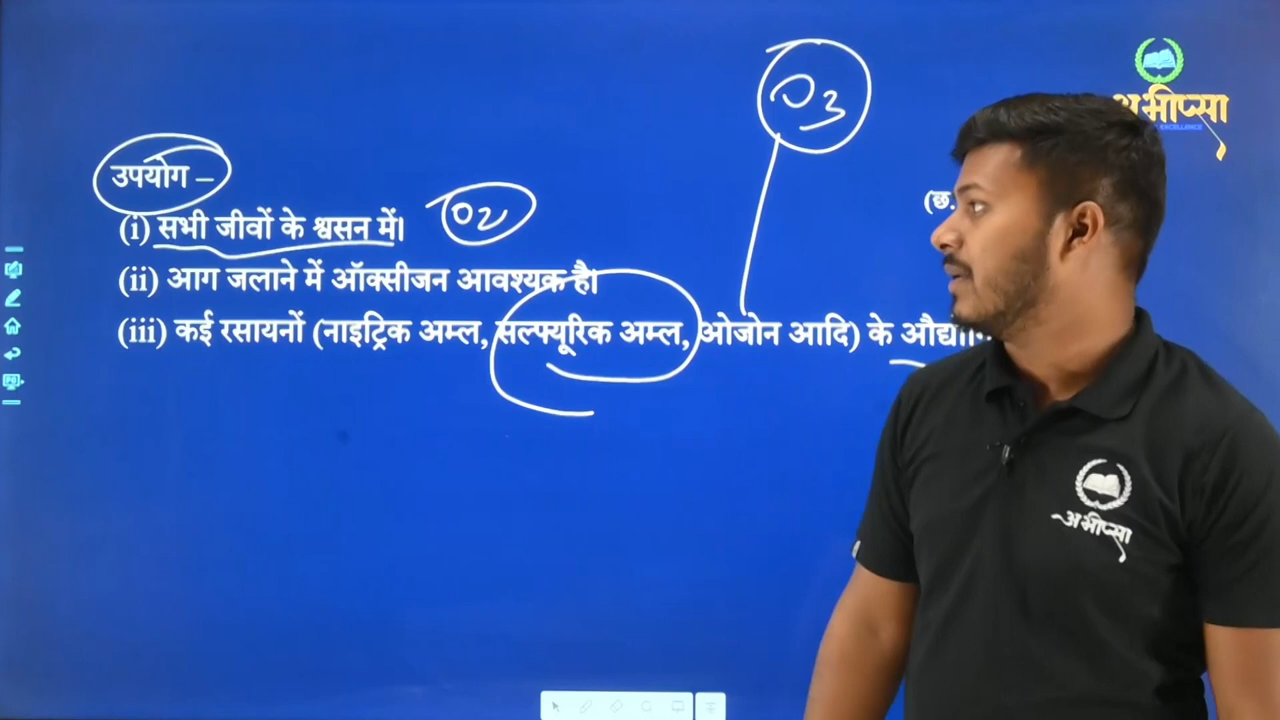 O3
अभीप्सा
EXCELLENCE
उपयोग –
(छ.
(i) सभी जीवों के श्वसन में।
O2
(ii) आग जलाने में ऑक्सीजन आवश्यक है।
(iii) कई रसायनों (नाइट्रिक अम्ल, सल्फ्यूरिक अम्ल, ओजोन आदि) के
अभीप्सा